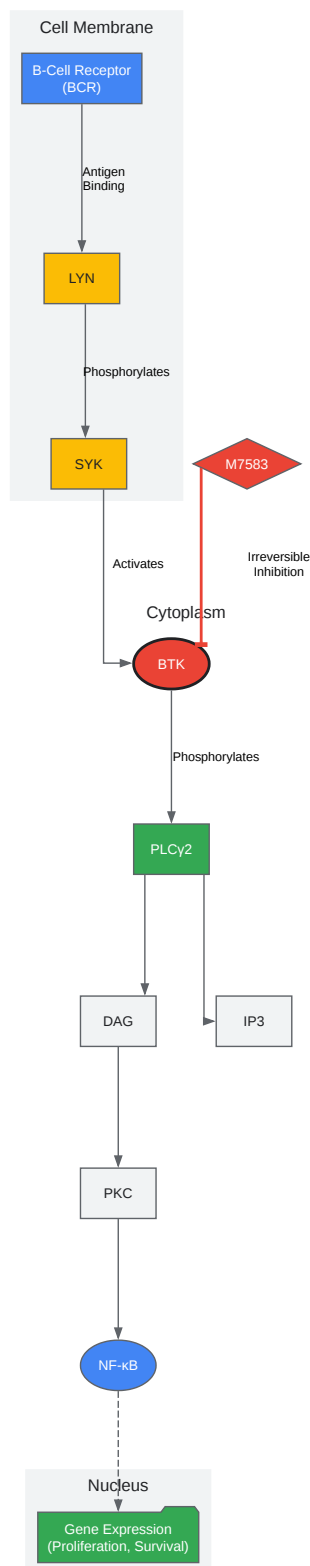 Cell Membrane
B-Cell Receptor
(BCR)
Antigen
Binding
LYN
Phosphorylates
SYK
M7583
Activates
Irreversible
Inhibition
Cytoplasm
BTK
Phosphorylates
PLCγ2
DAG
IP3
PKC
NF-κB
Nucleus
Gene Expression
(Proliferation, Survival)